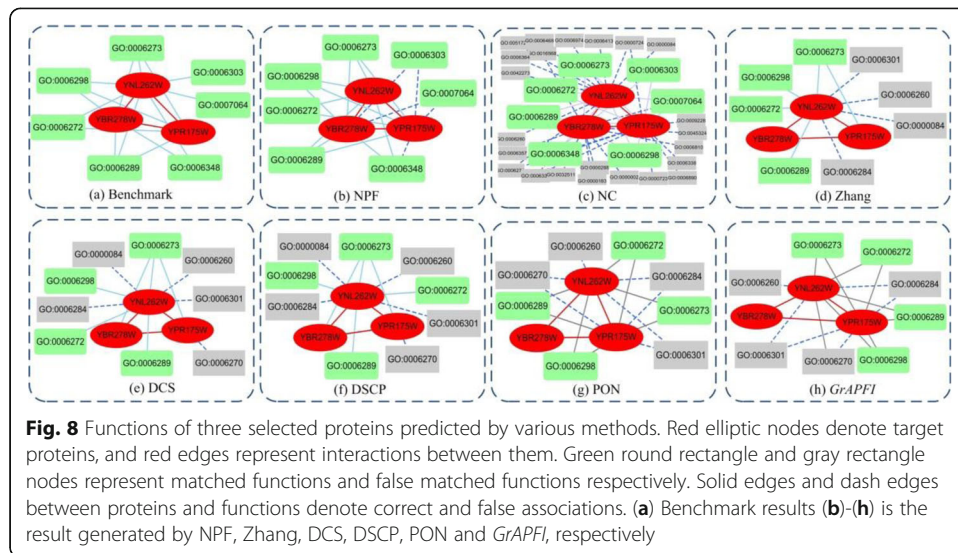 GO:0006273
GO:0006298
GO:0006303
YNL262W
GO:0007064
YBR278W
YPR175W
GO:0006272
GO:0006289
GO:0006348
(a) Benchmark
GO:0006273
GO:0006303
GO:0006298
YNL262W
GO:0007064
GO:0006272
YBR278W
YPR175W
GO:0006289
GO:0006348
(b) NPF
GO:0006273
GO:0006303
GO:0006272
YNL262W
GO:0007064
GO:0006289
YBR278W
YPR175W
GO:0006348
GO:0006298
(c) NC
GO:0006273
GO:0006301
GO:0006298
YNL262W
GO:0006260
GO:0006272
GO:0000084
YBR278W
YPR175W
GO:0006289
GO:0006284
(d) Zhang
GO:0006273
GO:0000084
GO:0006260
GO:0006298
YNL262W
GO:0006284
GO:0006301
YBR278W
YPR175W
GO:0006272
GO:0006289
GO:0006270
(e) DCS
GO:0000084
GO:0006273
GO:0006260
GO:0006298
YNL262W
GO:0006272
GO:0006284
YPR175W
GO:0006301
YBR278W
GO:0006270
GO:0006289
(f) DSCP
GO:0006260
GO:0006272
GO:0006270
YNL262W
GO:0006284
GO:0006289
GO:0006273
YBR278W
YPR175W
GO:0006298
GO:0006301
(g) PON
GO:0006273
GO:0006272
GO:0006260
YNL262W
GO:0006284
YBR278W
YPR175W
GO:0006289
GO:0006301
GO:0006270
GO:0006298
(h) GrAPFI
Fig. 8 Functions of three selected proteins predicted by various methods. Red elliptic nodes denote target
proteins, and red edges represent interactions between them. Green round rectangle and gray rectangle
nodes represent matched functions and false matched functions respectively. Solid edges and dash edges
between proteins and functions denote correct and false associations. (a) Benchmark results (b)-(h) is the
result generated by NPF, Zhang, DCS, DSCP, PON and GrAPFI, respectively